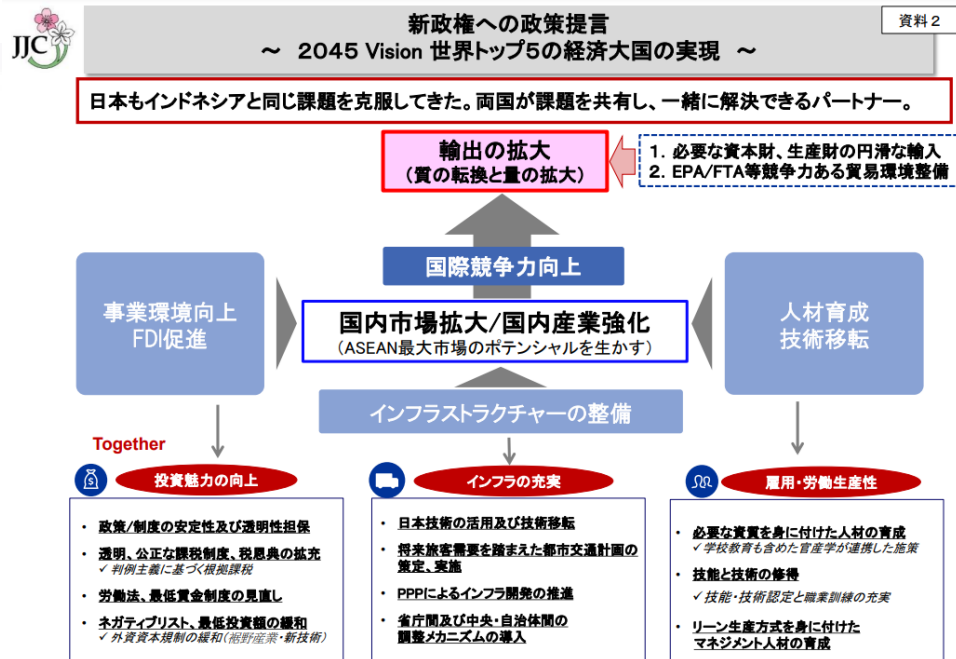 JJC
新政権への政策提言
～ 2045 Vision 世界トップ5の経済大国の実現 ～
資料２
日本もインドネシアと同じ課題を克服してきた。両国が課題を共有し、一緒に解決できるパートナー。
輸出の拡大
（質の転換と量の拡大）
1. 必要な資本財、生産財の円滑な輸入
2. EPA/FTA等競争力ある貿易環境整備
国際競争力向上
事業環境向上
FDI促進
国内市場拡大/国内産業強化
（ASEAN最大市場のポテンシャルを生かす）
人材育成
技術移転
インフラストラクチャーの整備
Together
投資魅力の向上
・ 政策/制度の安定性及び透明性担保
・ 透明、公正な課税制度、税恩典の拡充
✓ 判例主義に基づく根拠課税
・ 労働法、最低賃金制度の見直し
・ ネガティブリスト、最低投資額の緩和
✓ 外資資本規制の緩和（裾野産業・新技術）
インフラの充実
・ 日本技術の活用及び技術移転
・ 将来旅客需要を踏まえた都市交通計画の
策定、実施
・ PPPによるインフラ開発の推進
・ 省庁間及び中央・自治体間の
調整メカニズムの導入
雇用・労働生産性
・ 必要な資質を身に付けた人材の育成
✓ 学校教育も含めた官産学が連携した施策
・ 技能と技術の修得
✓ 技能・技術認定と職業訓練の充実
・ リーン生産方式を身に付けた
マネジメント人材の育成